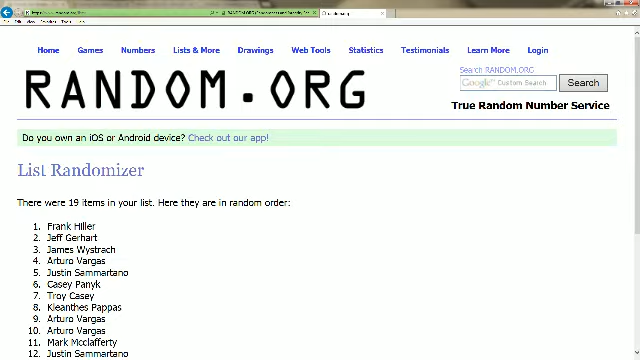 Home Games Numbers Lists & More Drawings Web Tools Statistics Testimonials Learn More Login
RANDOM.ORG
Search RANDOM.ORG
Google Custom Search
Search
True Random Number Service
Do you own an iOS or Android device? Check out our app!
List Randomizer
There were 19 items in your list. Here they are in random order:
1. Frank Hiller
2. Jeff Gerhart
3. James Wystrach
4. Arturo Vargas
5. Justin Sammartano
6. Casey Panyk
7. Troy Casey
8. Kleanthes Pappas
9. Arturo Vargas
10. Arturo Vargas
11. Mark Mcclafferty
12. Justin Sammartano